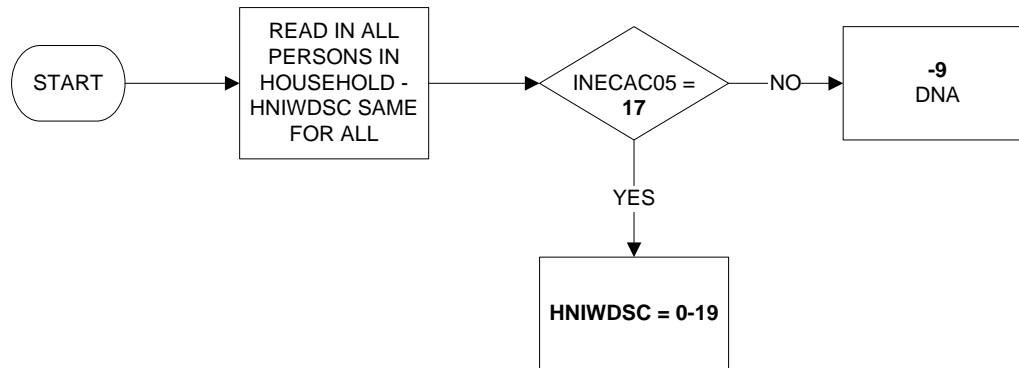 START
READ IN ALL
PERSONS IN
HOUSEHOLD -
HNIWDSC SAME
FOR ALL
INECAC05 =
17
NO
-9
DNA
YES
HNIWDSC = 0-19